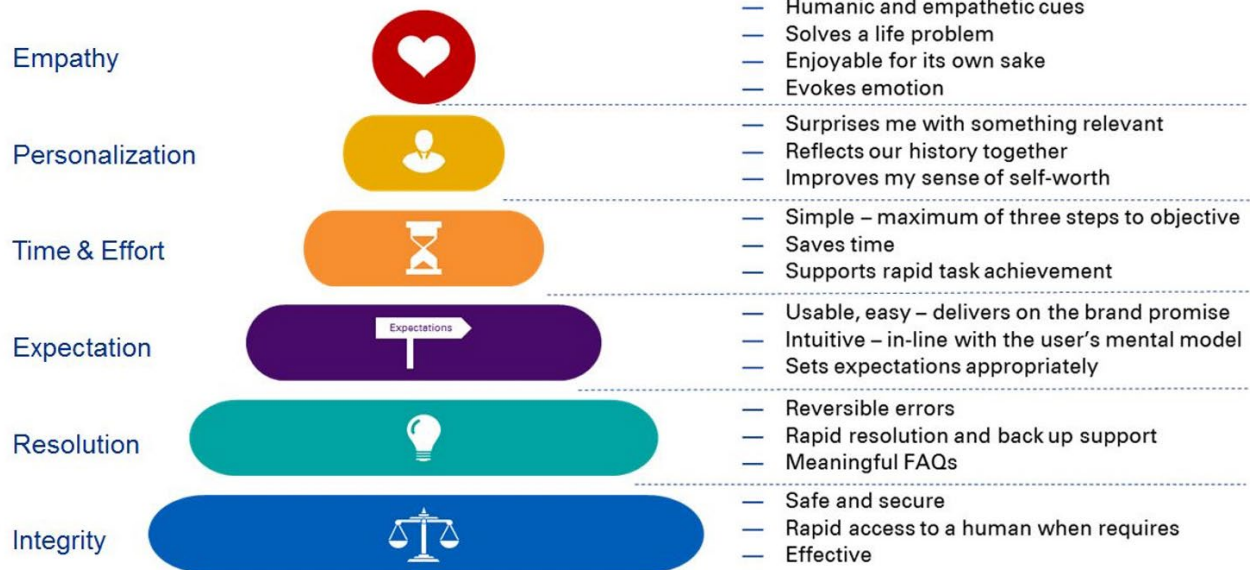 Empathy
— Humanic and empathetic cues
— Solves a life problem
— Enjoyable for its own sake
— Evokes emotion
Personalization
— Surprises me with something relevant
— Reflects our history together
— Improves my sense of self-worth
Time & Effort
— Simple – maximum of three steps to objective
— Saves time
— Supports rapid task achievement
Expectation
Expectations
— Usable, easy – delivers on the brand promise
— Intuitive – in-line with the user's mental model
— Sets expectations appropriately
Resolution
— Reversible errors
— Rapid resolution and back up support
— Meaningful FAQs
Integrity
— Safe and secure
— Rapid access to a human when requires
— Effective